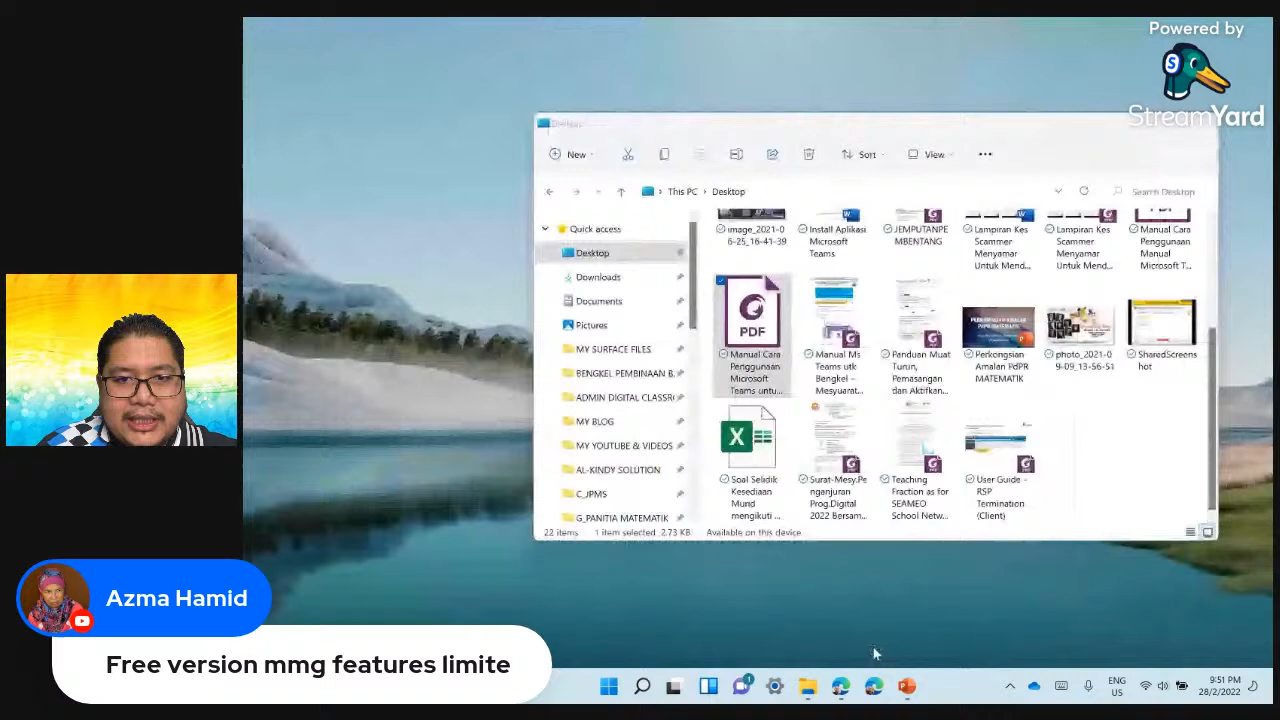 Powered by
StreamYard
Desktop
New
Sort
View
This PC
Desktop
Search Desktop
Quick access
Desktop
Downloads
Documents
Pictures
MY SURFACE FILES
BENGKEL PEMBINAAN B.
ADMIN DIGITAL CLASSR
MY BLOG
MY YOUTUBE & VIDEOS
AL-KINDY SOLUTION
C_JPMS
G_PANITIA MATEMATIK
image_2021-0
6-25_16-41-39
Install Aplikasi
Microsoft
Teams
JEMPUTANPE
MBENTANG
Lampiran Kes
Scammer
Menyamar
Untuk Mend...
Lampiran Kes
Scammer
Menyamar
Untuk Mend...
Manual Cara
Penggunaan
Manual
Microsoft T...
PDF
Manual Cara
Penggunaan
Microsoft
Teams untu...
Manual Ms
Teams utk
Bengkel –
Mesyuarat...
Panduan Muat
Turun,
Pemasangan
dan Aktifkan...
Perkongsian
Amalan PdPR
MATEMATIK
photo_2021-0
9-09_13-56-51
SharedScreens
hot
Soal Selidik
Kesediaan
Murid
mengikuti ...
Surat-Mesy.Pe
nganjuran
Prog.Digital
2022 Bersam...
Teaching
Fraction as for
SEAMEO
School Netw...
User Guide -
RSP
Termination
(Client)
22 items
1 item selected
2.73 KB
Available on this device
Azma Hamid
Free version mmg features limite
ENG
US
9:51 PM
28/2/2022